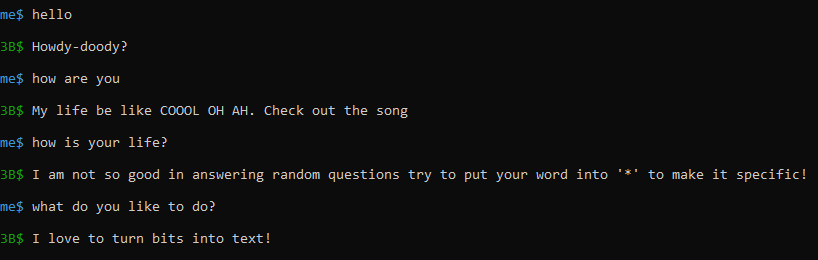 me$ hello
3B$ Howdy-doody?
me$ how are you
3B$ My life be like COOOL OH AH. Check out the song
me$ how is your life?
3B$ I am not so good in answering random questions try to put your word into '*' to make it specific!
me$ what do you like to do?
3B$ I love to turn bits into text!